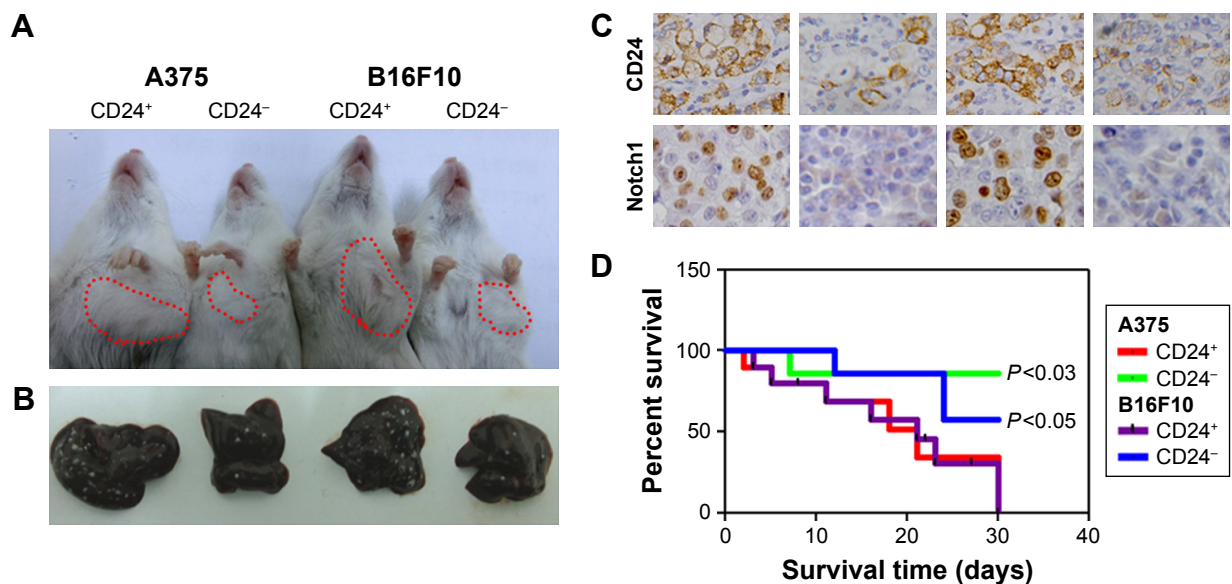 A
A375 B16F10
CD24⁺ CD24⁻ CD24⁺ CD24⁻
B
C
CD24
Notch1
D
150
100
50
0
Percent survival
0 10 20 30 40
Survival time (days)
P<0.03
P<0.05
A375
CD24⁺
CD24⁻
B16F10
CD24⁺
CD24⁻